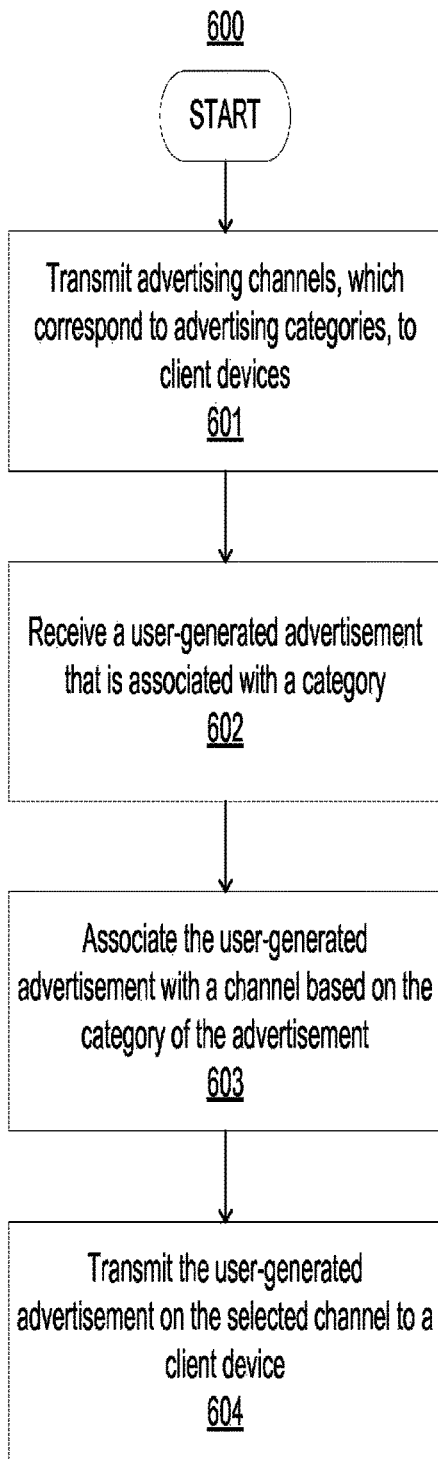 600
START
Transmit advertising channels, which
correspond to advertising categories, to
client devices
601
Receive a user-generated advertisement
that is associated with a category
602
Associate the user-generated
advertisement with a channel based on the
category of the advertisement
603
Transmit the user-generated
advertisement on the selected channel to a
client device
604